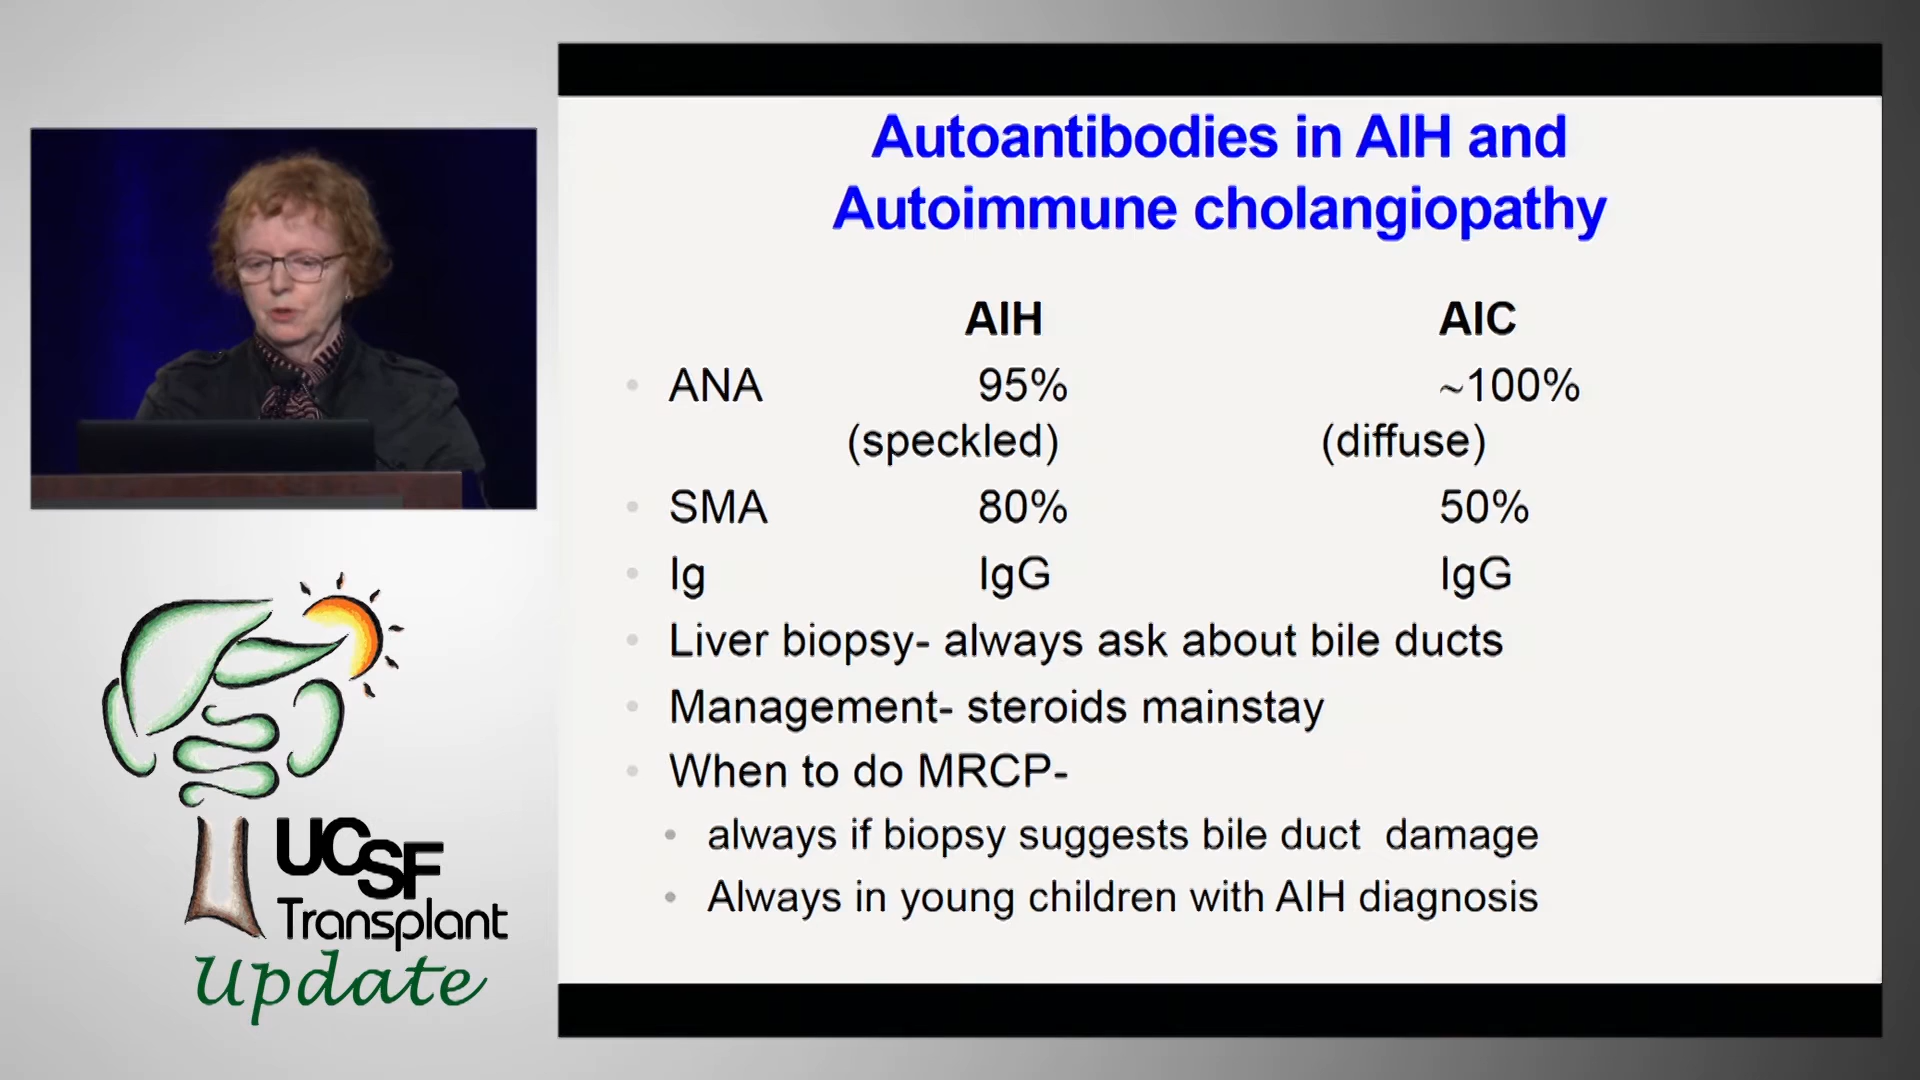 Autoantibodies in AIH and
Autoimmune cholangiopathy
AIH AIC
ANA 95% ~100%
(speckled) (diffuse)
SMA 80% 50%
Ig IgG IgG
Liver biopsy- always ask about bile ducts
Management- steroids mainstay
When to do MRCP-
always if biopsy suggests bile duct damage
Always in young children with AIH diagnosis
UCSF
Transplant
Update